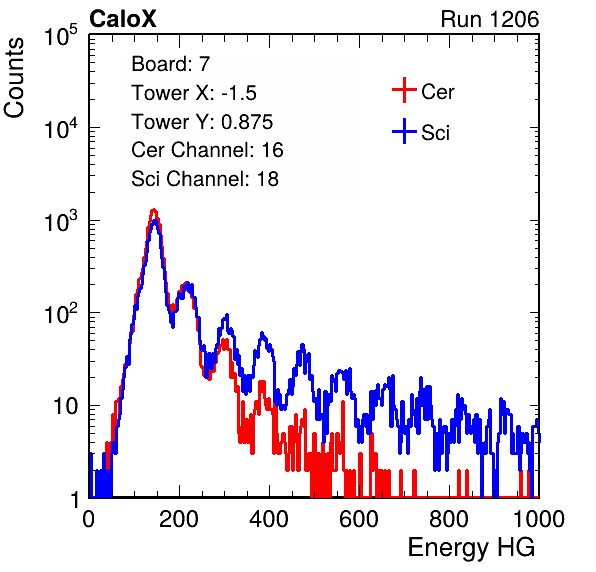 CaloX Run 1206
Counts
Board: 7
Tower X: -1.5
Tower Y: 0.875
Cer Channel: 16
Sci Channel: 18
Cer
Sci
10^5
10^4
10^3
10^2
10
1
0 200 400 600 800 1000
Energy HG